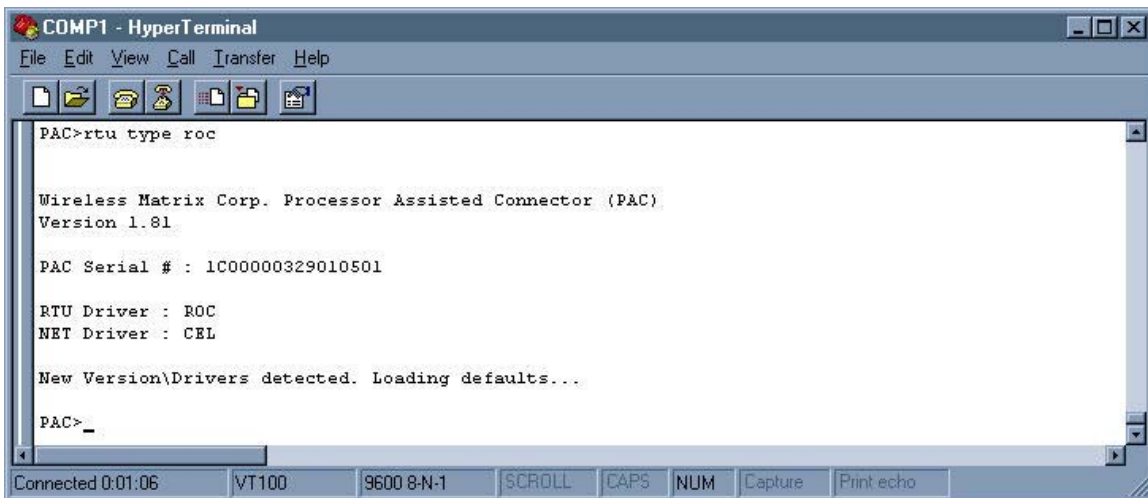 COMP1 - HyperTerminal
File Edit View Call Transfer Help
PAC>rtu type roc
Wireless Matrix Corp. Processor Assisted Connector (PAC)
Version 1.81
PAC Serial # : 1C00000329010501
RTU Driver : ROC
NET Driver : CEL
New Version\Drivers detected. Loading defaults...
PAC>_
Connected 0:01:06 VT100 9600 8-N-1 SCROLL CAPS NUM Capture Print echo